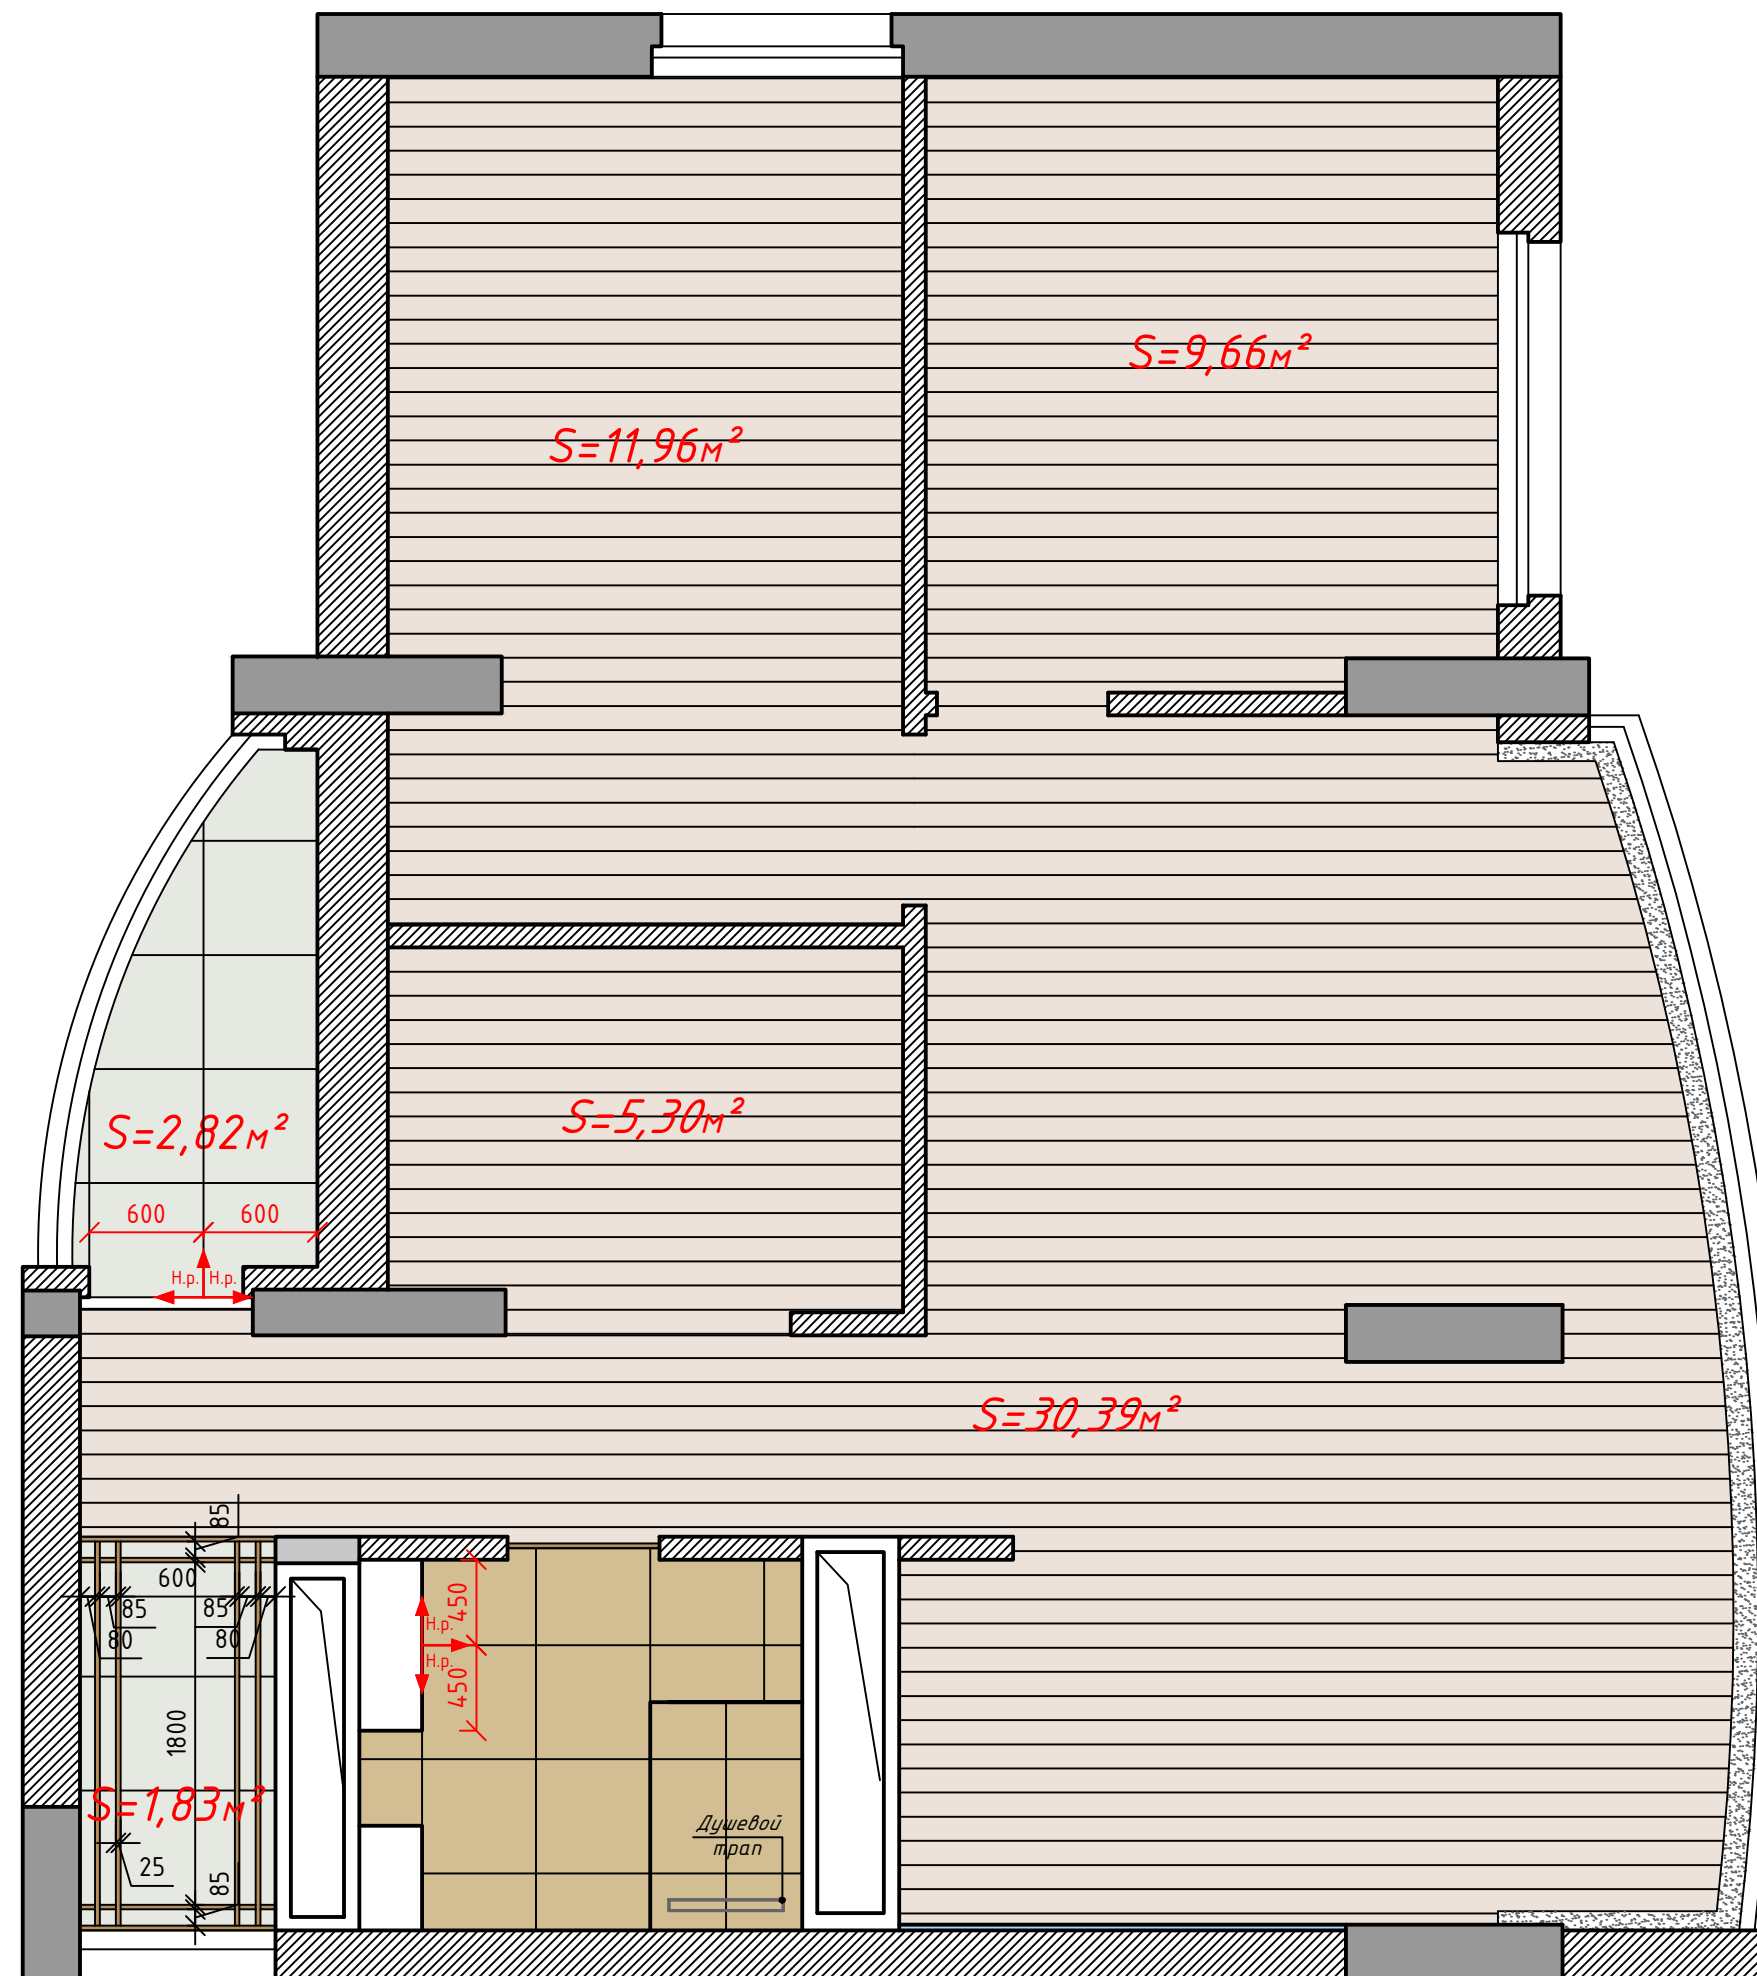 S=9,66м²
S=11,96м²
S=5,30м²
S=2,82м²
600
600
Н.р.
Н.р.
S=30,39м²
85
600
85
85
80
80
450
Н.р.
Н.р.
450
1800
S=1,83м²
Душевой
трап
25
85